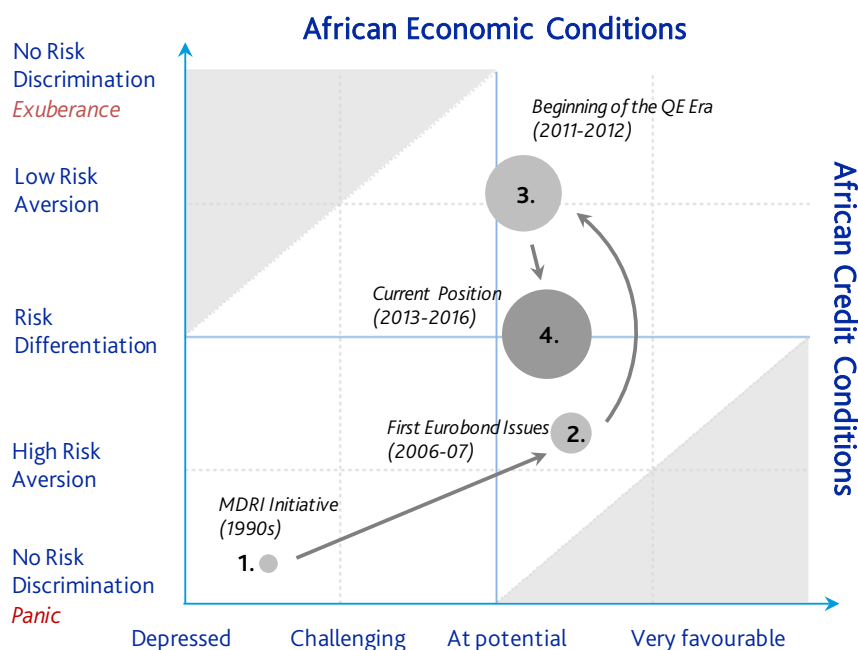 African Economic Conditions
No Risk
Discrimination
Exuberance
Beginning of the QE Era
(2011-2012)
Low Risk
Aversion
3.
African Credit Conditions
Current Position
(2013-2016)
Risk
Differentiation
4.
First Eurobond Issues
(2006-07)
2.
High Risk
Aversion
MDRI Initiative
(1990s)
1.
No Risk
Discrimination
Panic
Depressed
Challenging
At potential
Very favourable